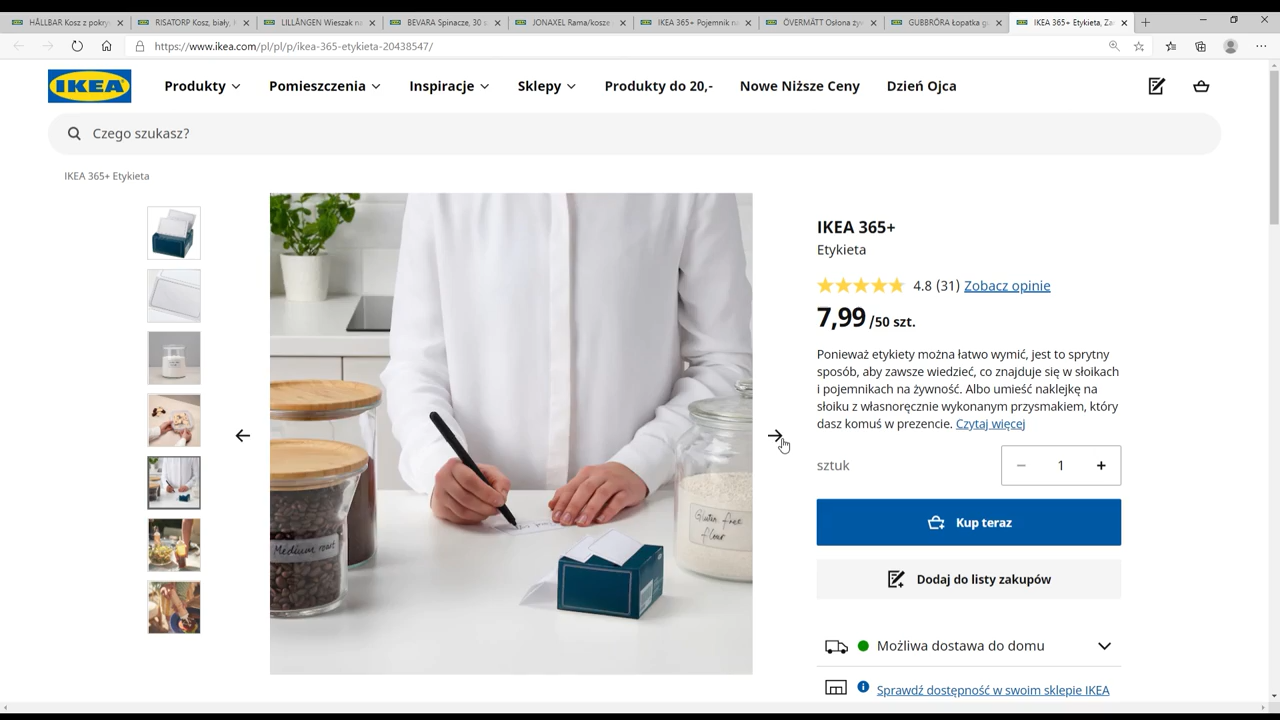 HÅLLBAR Kosz z pokry
RISATORP Kosz, biały,
LILLÅNGEN Wieszak na
BEVARA Spinacze, 30 s
JONAXEL Rama/kosze
IKEA 365+ Pojemnik na
ÖVERMÄTT Osłona żyw
GUBBRÖRA Łopatka gu
IKEA 365+ Etykieta, Za
https://www.ikea.com/pl/pl/p/ikea-365-etykieta-20438547/
IKEA
Produkty
Pomieszczenia
Inspiracje
Sklepy
Produkty do 20,-
Nowe Niższe Ceny
Dzień Ojca
Czego szukasz?
IKEA 365+ Etykieta
IKEA 365+
Etykieta
4.8 (31) Zobacz opinie
7,99 /50 szt.
Ponieważ etykiety można łatwo wymić, jest to sprytny
sposób, aby zawsze wiedzieć, co znajduje się w słoikach
i pojemnikach na żywność. Albo umieść naklejkę na
słoiku z własnoręcznie wykonanym przysmakiem, który
dasz komuś w prezencie. Czytaj więcej
sztuk
1
Kup teraz
Dodaj do listy zakupów
Możliwa dostawa do domu
Sprawdź dostępność w swoim sklepie IKEA
Medium roast
Gluten free
flour